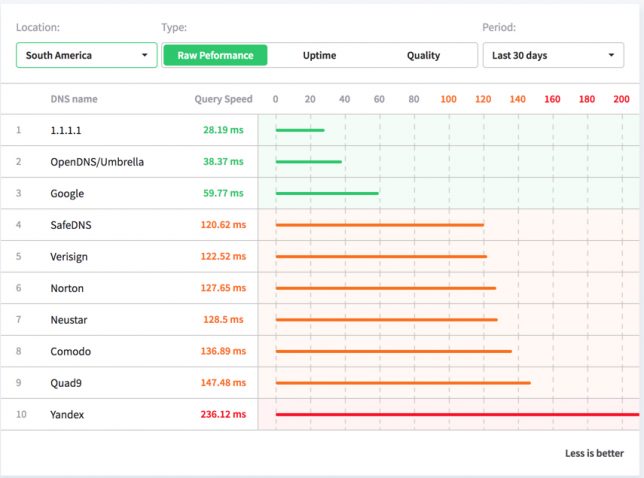 Location: Type: Period:
South America Raw Peformance Uptime Quality Last 30 days
DNS name Query Speed 0 20 40 60 80 100 120 140 160 180 200
1 1.1.1.1 28.19 ms
2 OpenDNS/Umbrella 38.37 ms
3 Google 59.77 ms
4 SafeDNS 120.62 ms
5 Verisign 122.52 ms
6 Norton 127.65 ms
7 Neustar 128.5 ms
8 Comodo 136.89 ms
9 Quad9 147.48 ms
10 Yandex 236.12 ms
Less is better